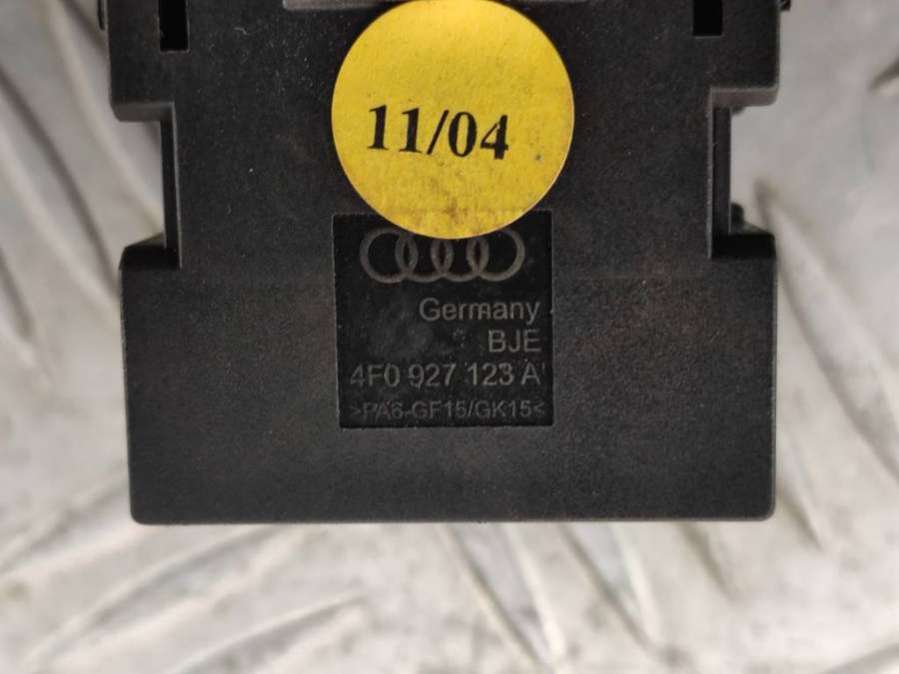 11/04
Germany
BJE
4F0 927 123 A
>PA6-GF15/GK15<